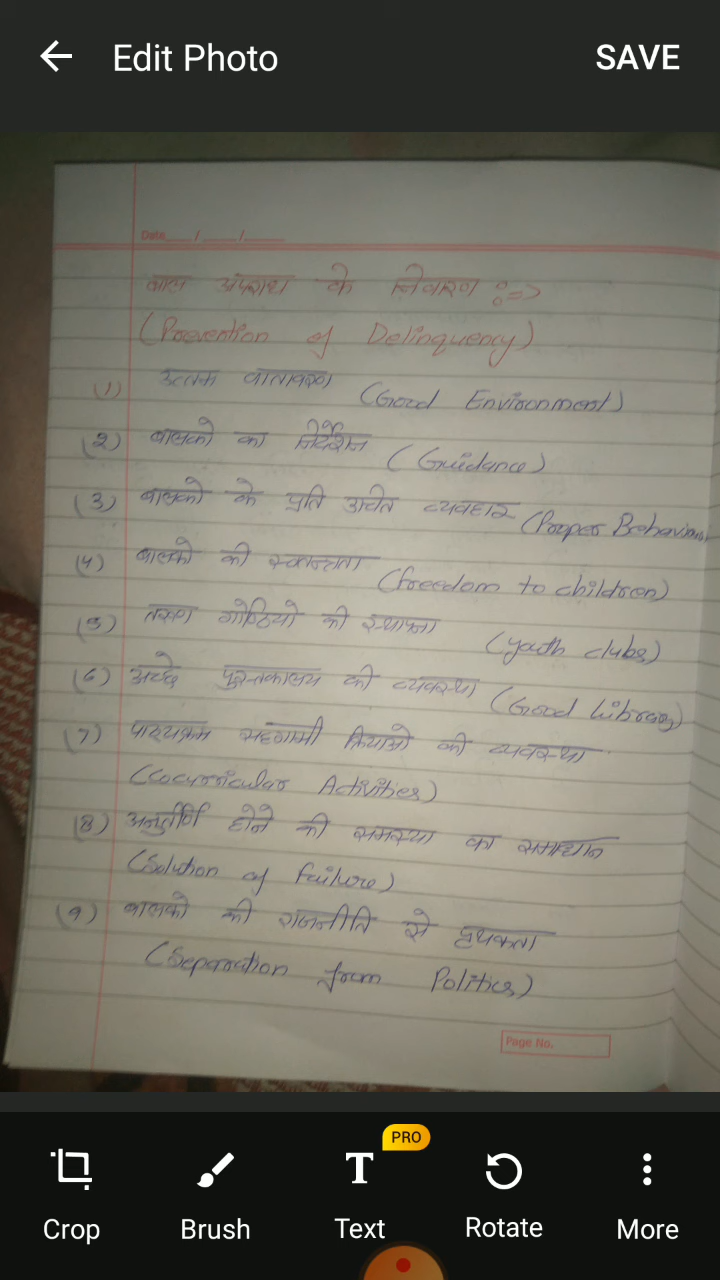 Edit Photo
SAVE
Date / /
बाल अपराध के निवारण :=>
(Prevention of Delinquency)
(1) उत्तम वातावरण (Good Environment)
(2) बालको का निर्देशन (Guidance)
(3) बालको के प्रति उचित व्यवहार (Proper Behaviour
(4) बालको की स्वतन्त्रता (freedom to children)
(5) तरुण गोष्ठियो की स्थापना (youth clubs)
(6) अच्छे पुस्तकालय की व्यवस्था (Good Library)
(7) पाठ्यक्रम सहगामी क्रियाओ की व्यवस्था
(Cocurricular Activities)
(8) अनुर्तीर्ण होने की समस्या का समाधान
(Solution of failure)
(9) बालको की राजनीति से पृथकता
(Separation from Politics)
Page No.
PRO
T
Crop
Brush
Text
Rotate
More